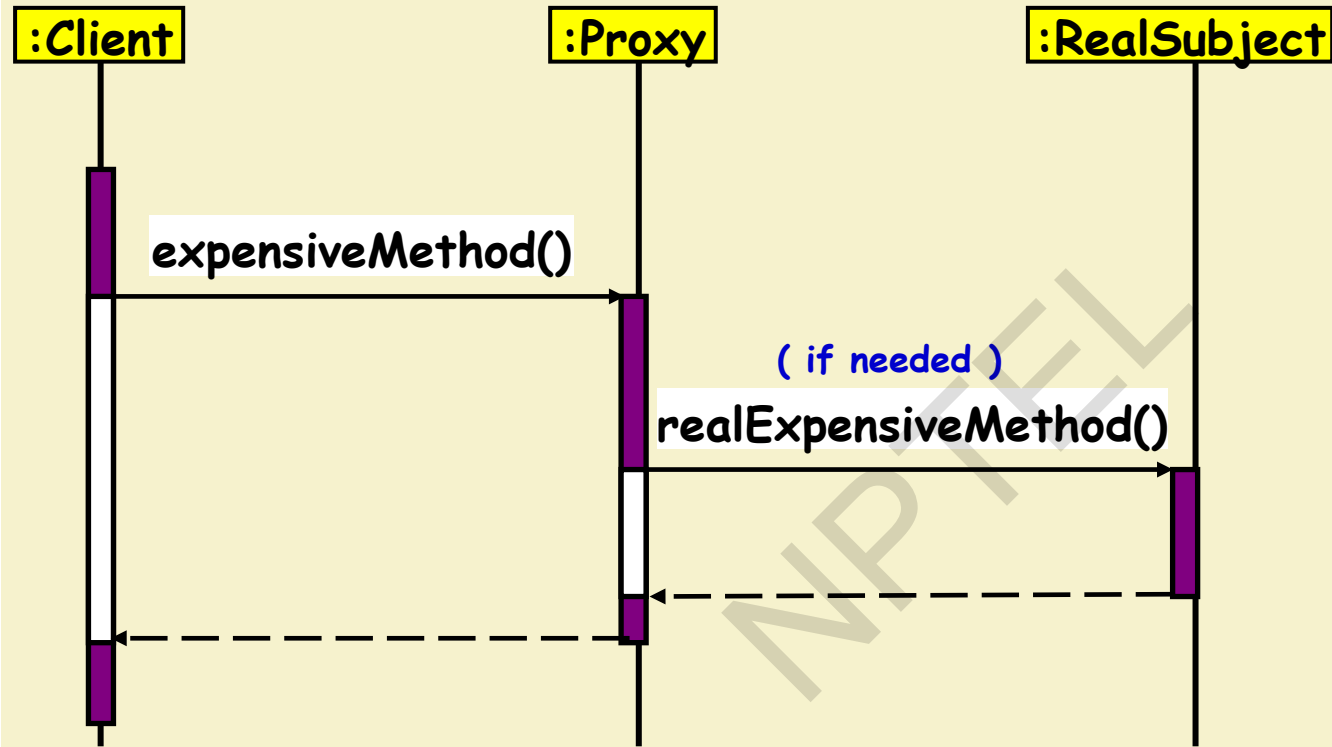 :Client
:Proxy
:RealSubject
expensiveMethod()
( if needed )
realExpensiveMethod()
NPTEL